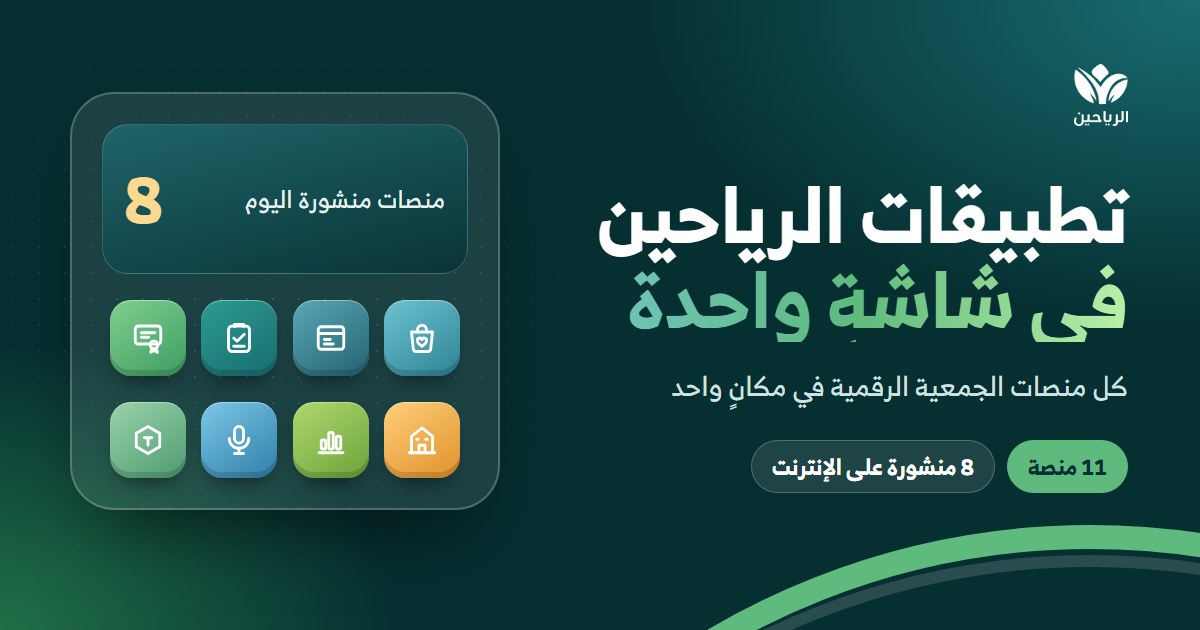 الرياحين
تطبيقات الرياحين
في شاشةٍ واحدة
كل منصات الجمعية الرقمية في مكانٍ واحد
11 منصة
8 منشورة على الإنترنت
منصات منشورة اليوم
8
T